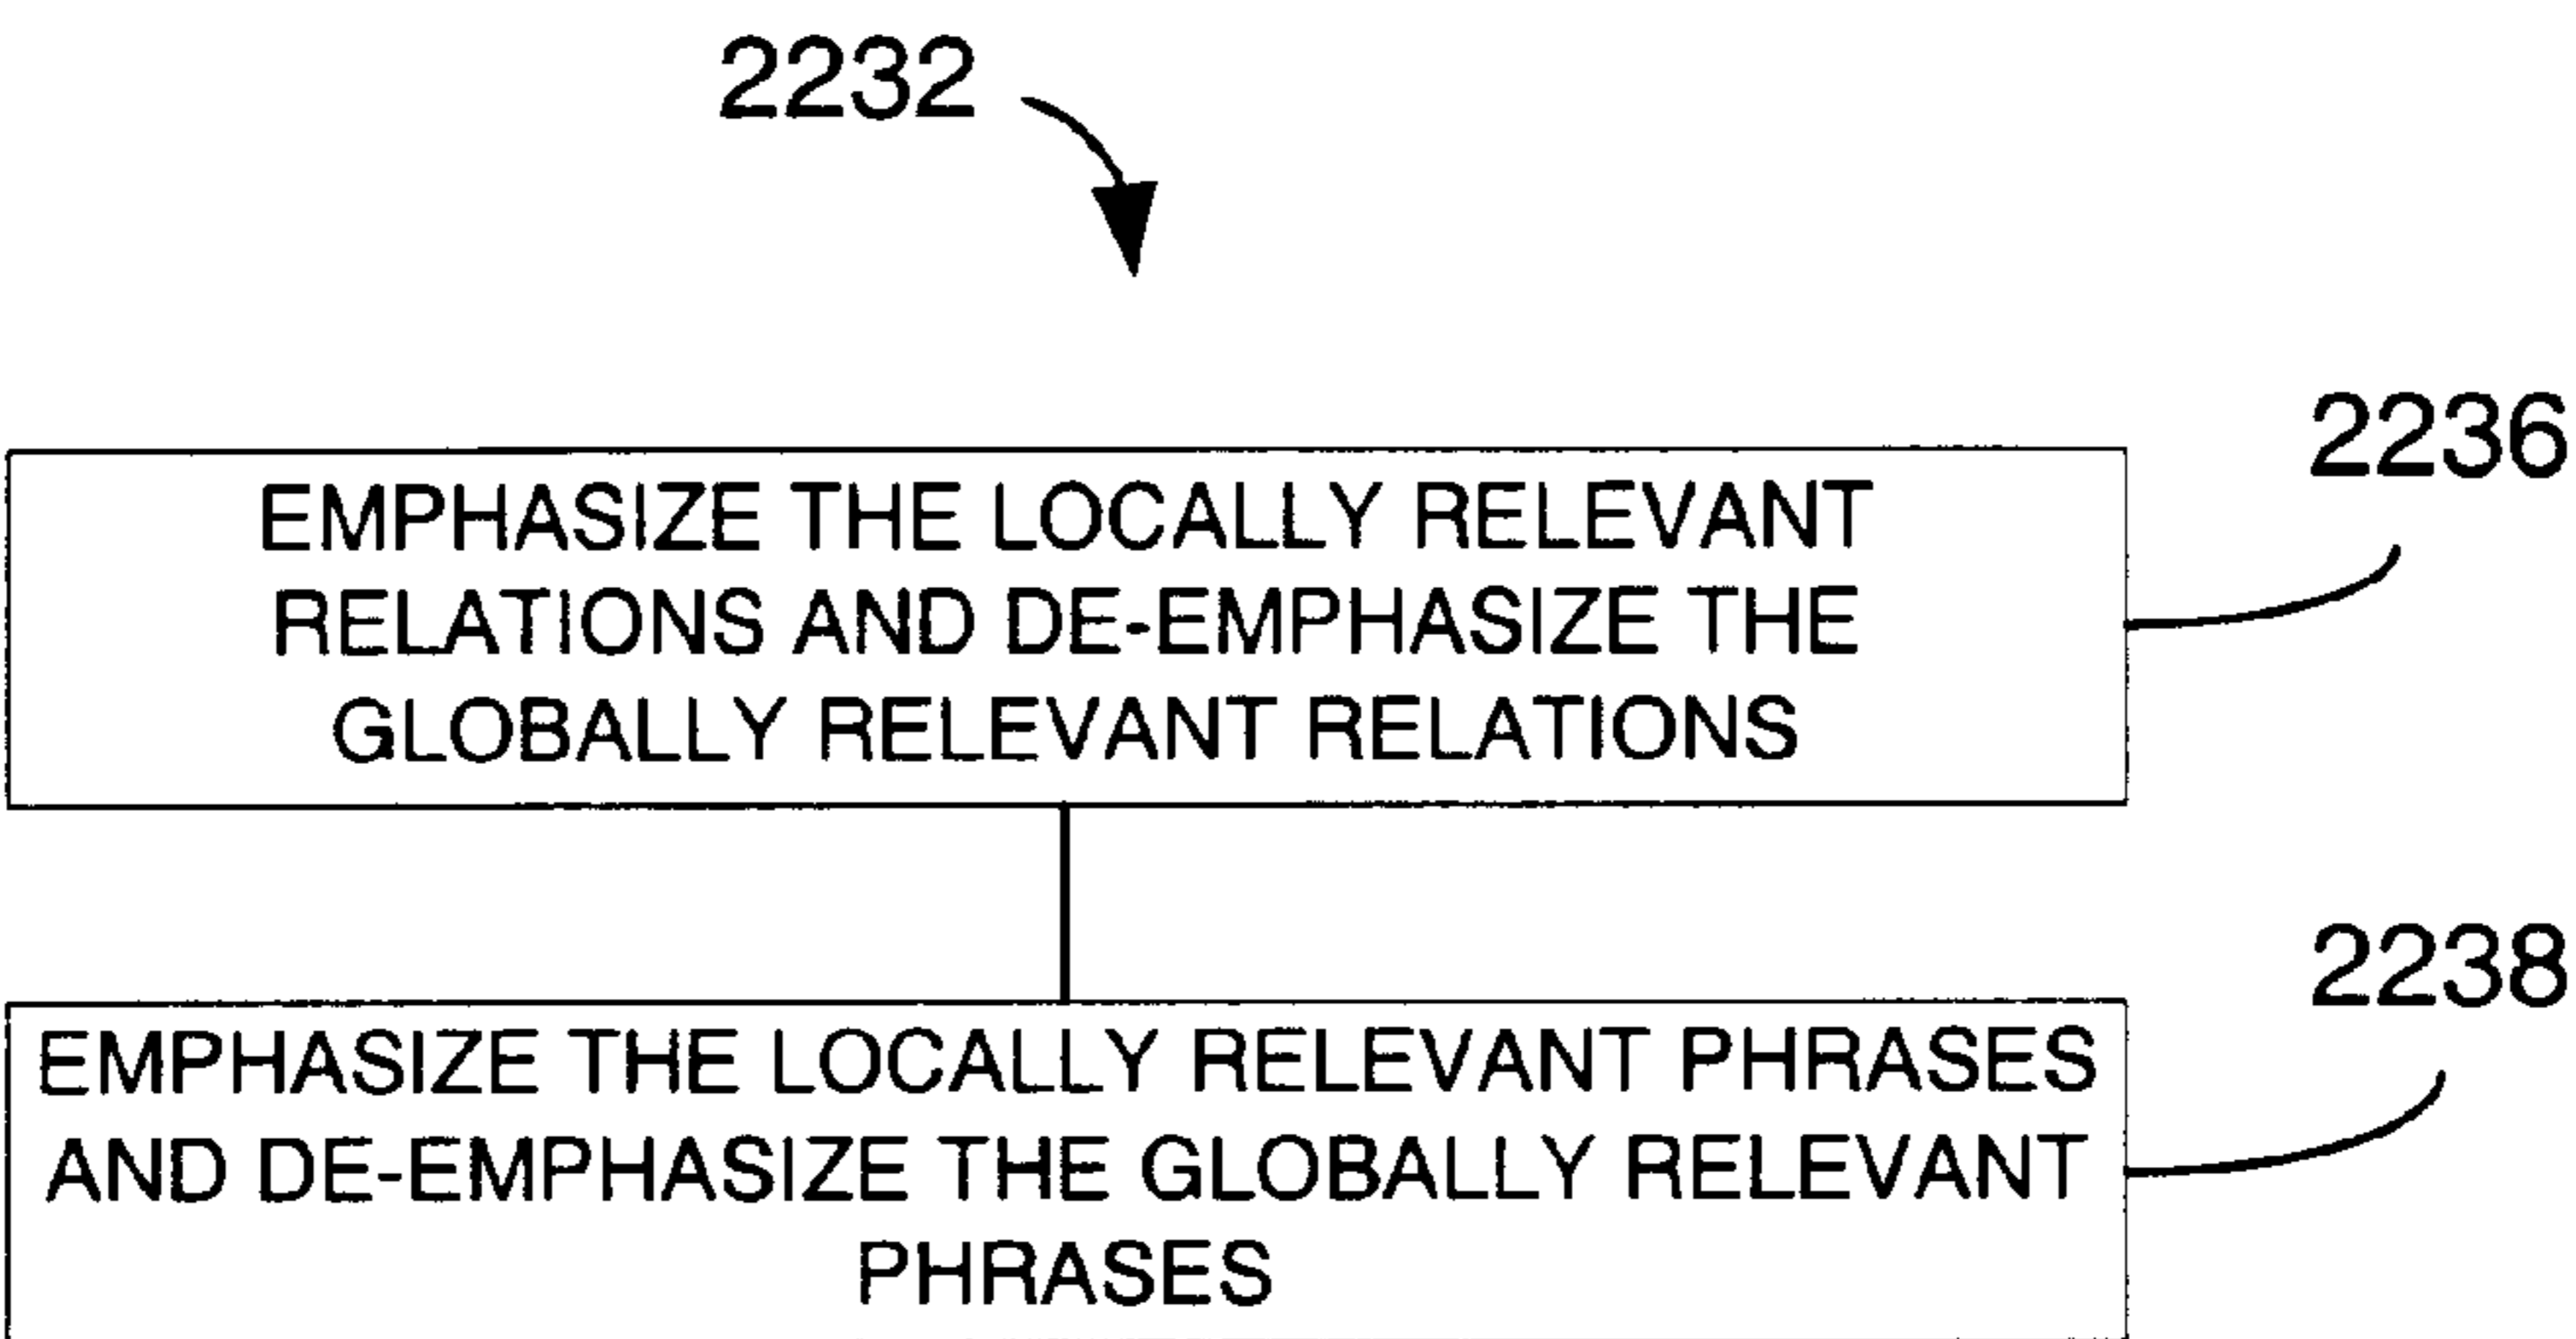 2232
2236
EMPHASIZE THE LOCALLY RELEVANT
RELATIONS AND DE-EMPHASIZE THE
GLOBALLY RELEVANT RELATIONS
2238
EMPHASIZE THE LOCALLY RELEVANT PHRASES
AND DE-EMPHASIZE THE GLOBALLY RELEVANT
PHRASES